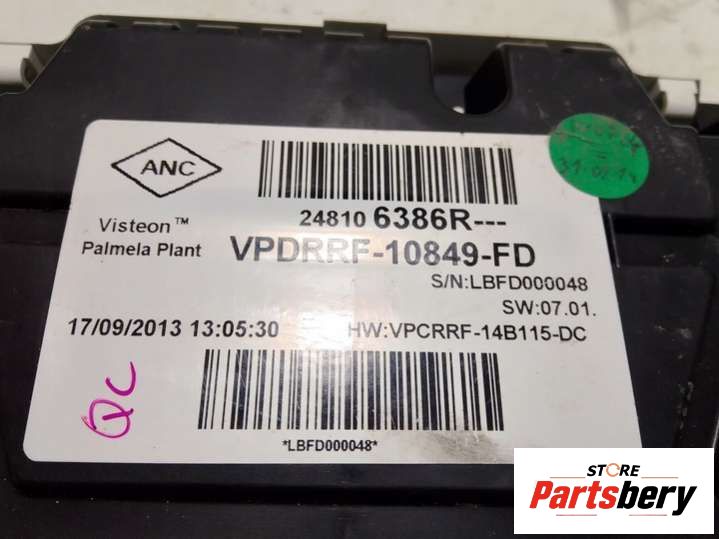 ANC
24810 6386R---
Visteon™
Palmela Plant
VPDRRF-10849-FD
S/N:LBFD000048
SW:07.01.
17/09/2013 13:05:30
HW:VPCRRF-14B115-DC
QC
*LBFD000048*
STORE
Partsbery